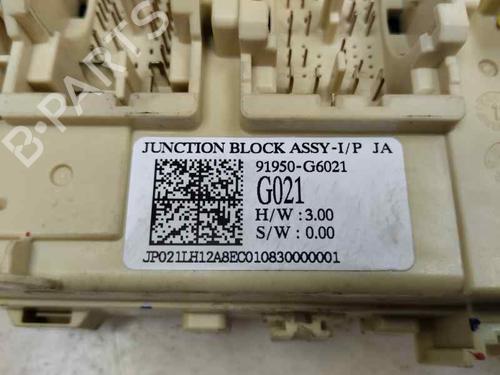 B-PARTS
JUNCTION BLOCK ASSY-I/P JA
91950-G6021
G021
H/W :3.00
S/W : 0.00
JP021LH12A8EC010830000001